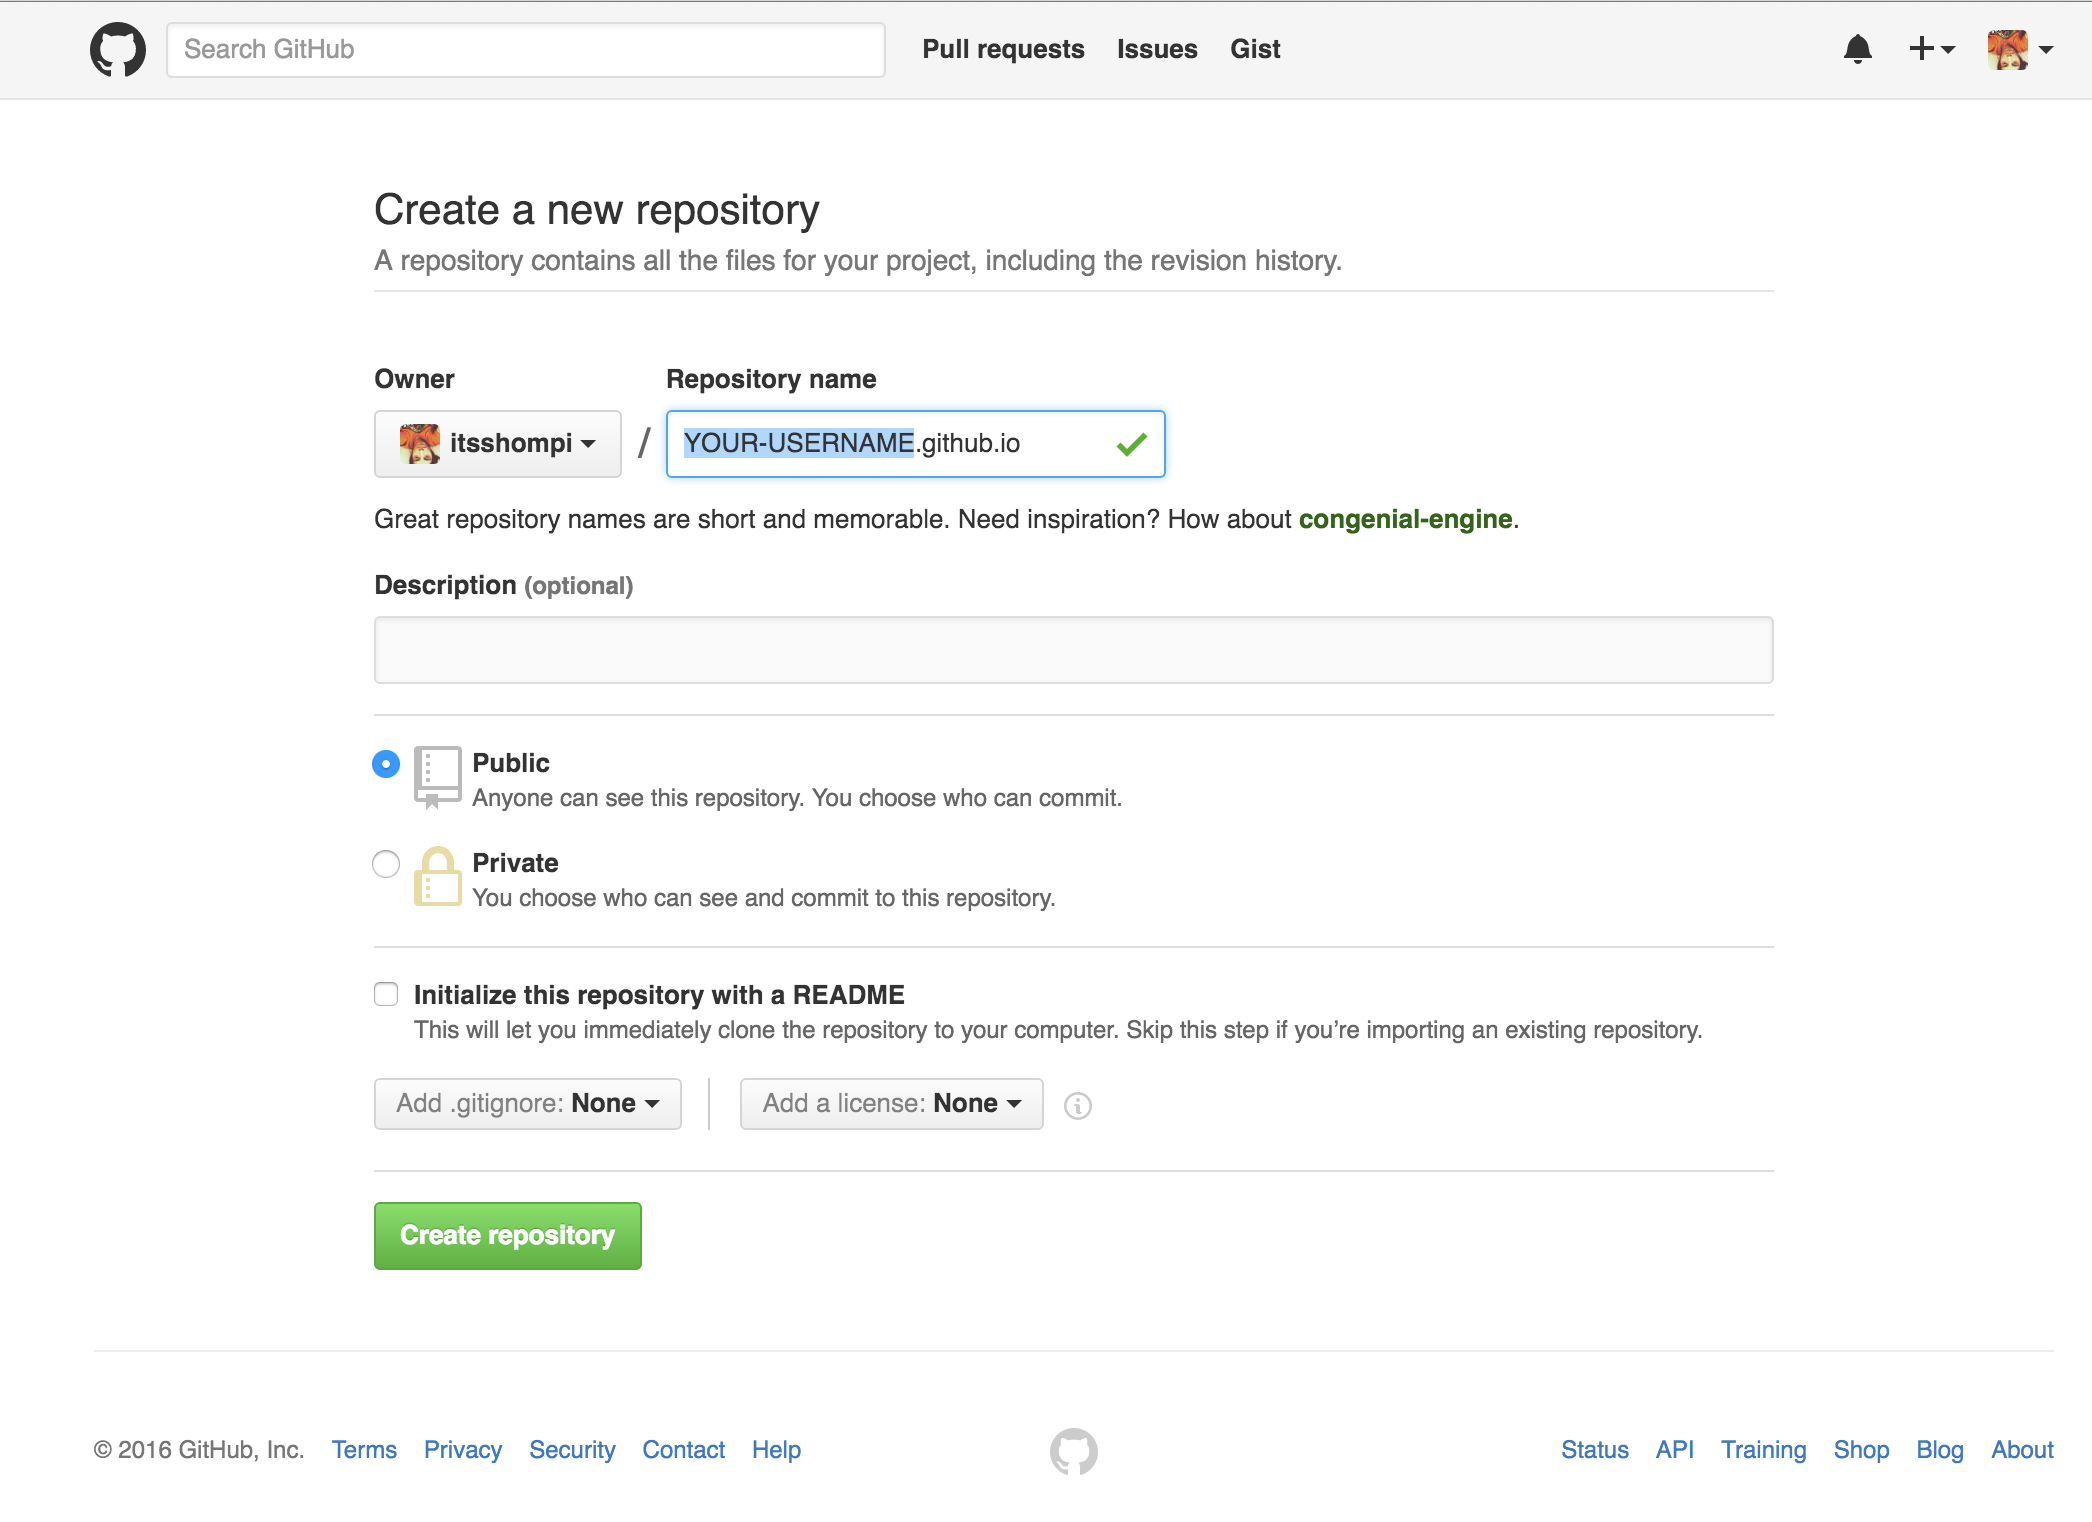 Search GitHub Pull requests Issues Gist
Create a new repository
A repository contains all the files for your project, including the revision history.
Owner Repository name
itsshompi / YOUR-USERNAME.github.io
Great repository names are short and memorable. Need inspiration? How about congenial-engine.
Description (optional)
Public
Anyone can see this repository. You choose who can commit.
Private
You choose who can see and commit to this repository.
Initialize this repository with a README
This will let you immediately clone the repository to your computer. Skip this step if you’re importing an existing repository.
Add .gitignore: None Add a license: None
Create repository
© 2016 GitHub, Inc. Terms Privacy Security Contact Help Status API Training Shop Blog About